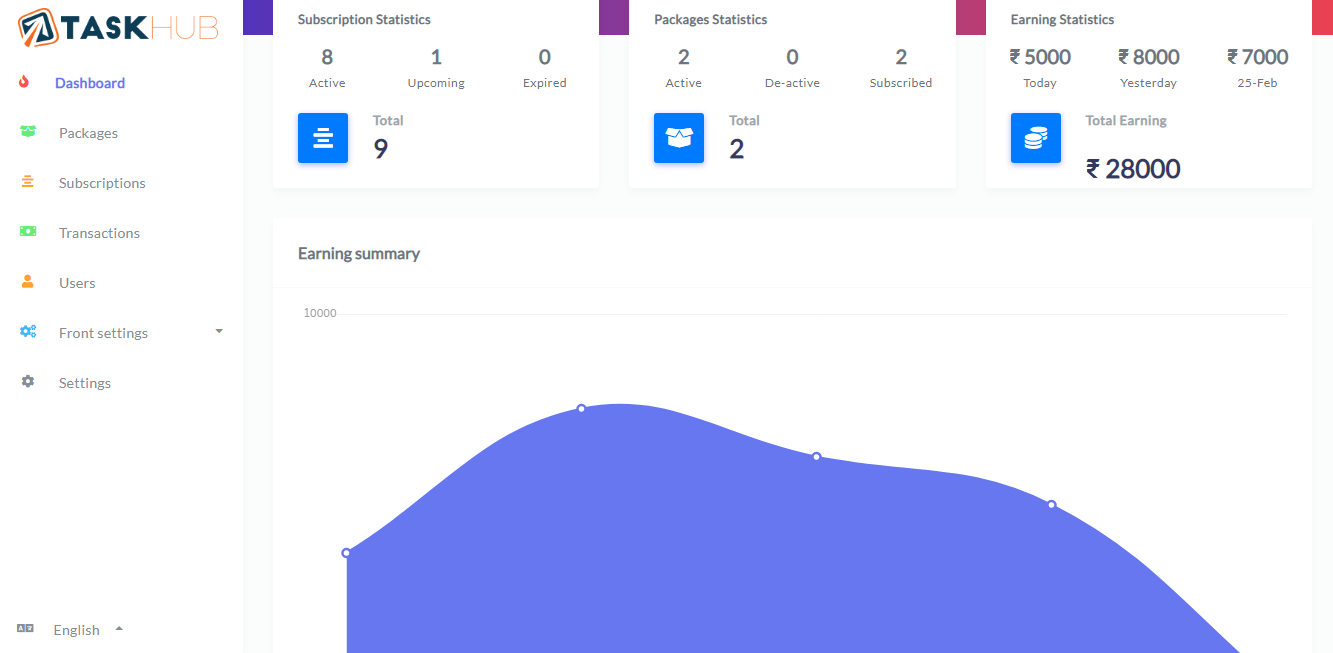 TASKHUB
Dashboard
Packages
Subscriptions
Transactions
Users
Front settings
Settings
English
Subscription Statistics
8 1 0
Active Upcoming Expired
Total
9
Packages Statistics
2 0 2
Active De-active Subscribed
Total
2
Earning Statistics
₹ 5000 ₹ 8000 ₹ 7000
Today Yesterday 25-Feb
Total Earning
₹ 28000
Earning summary
10000